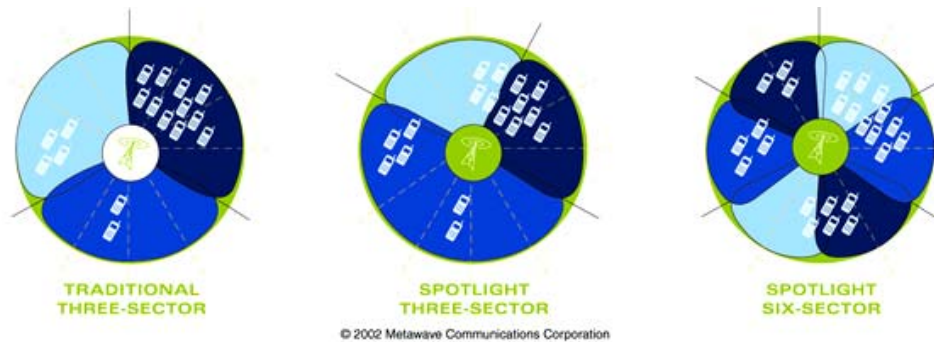 TRADITIONAL
THREE-SECTOR
SPOTLIGHT
THREE-SECTOR
SPOTLIGHT
SIX-SECTOR
© 2002 Metawave Communications Corporation